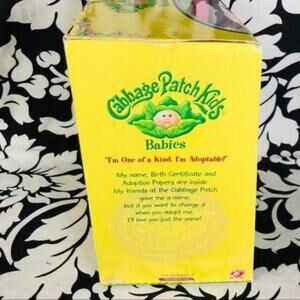 Cabbage Patch Kids
Babies
"I'm One of a Kind, I'm Adoptable!"
My name, Birth Certificate and
Adoption Papers are inside
My friends at the Cabbage Patch
gave me a name,
but if you want to change it
when you adopt me,
I'll love you just the same!